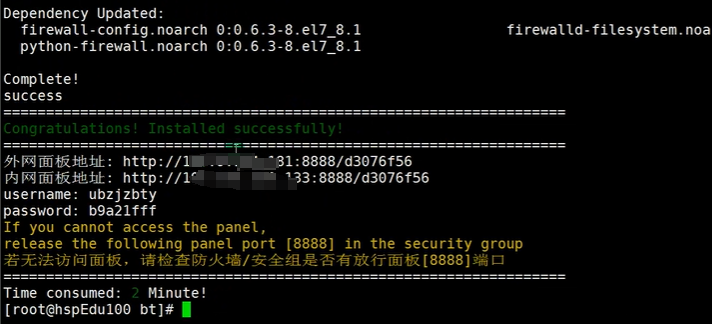 Dependency Updated:
firewall-config.noarch 0:0.6.3-8.el7_8.1 firewalld-filesystem.noa
python-firewall.noarch 0:0.6.3-8.el7_8.1
Complete!
success
==================================================================
Congratulations! Installed successfully!
==================================================================
外网面板地址: http://1 31:8888/d3076f56
内网面板地址: http://19 .133:8888/d3076f56
username: ubzjzbty
password: b9a21fff
If you cannot access the panel,
release the following panel port [8888] in the security group
若无法访问面板，请检查防火墙/安全组是否有放行面板[8888]端口
==================================================================
Time consumed: 2 Minute!
[root@hspEdu100 bt]#